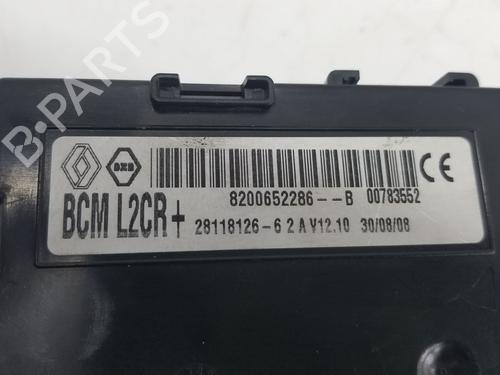 B-PARTS
8200652286--B 00783552
BCM L2CR+ 28118126-6 2 A V12.10 30/08/08
CE